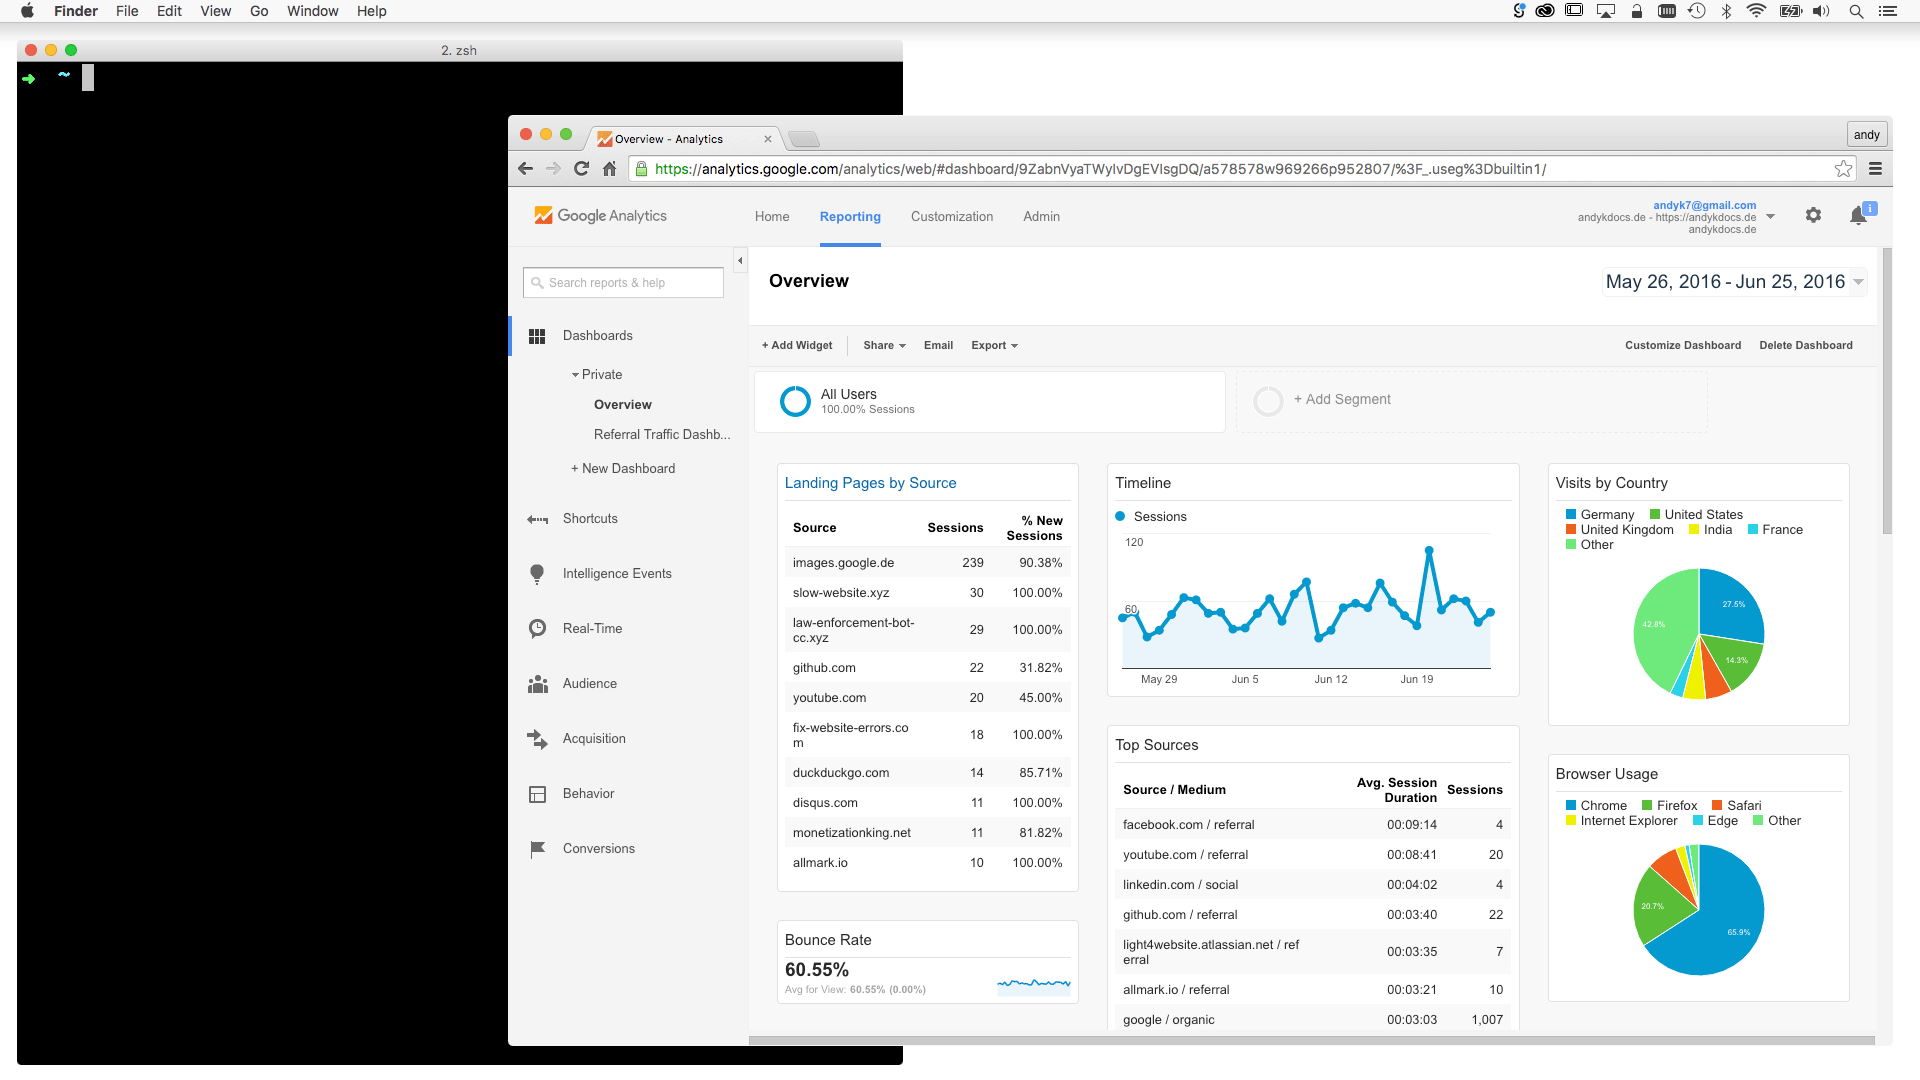 Finder File Edit View Go Window Help
2. zsh
➜ ~
Overview - Analytics
andy
https://analytics.google.com/analytics/web/#dashboard/9ZabnVyaTWyIvDgEVIsgDQ/a578578w969266p952807/%3F_.useg%3Dbuiltin1/
Google Analytics
Home Reporting Customization Admin
andyk7@gmail.com
andykdocs.de - https://andykdocs.de
andykdocs.de
Search reports & help
Dashboards
Private
Overview
Referral Traffic Dashb...
+ New Dashboard
Shortcuts
Intelligence Events
Real-Time
Audience
Acquisition
Behavior
Conversions
Overview
May 26, 2016 - Jun 25, 2016
+ Add Widget Share Email Export Customize Dashboard Delete Dashboard
All Users
100.00% Sessions
+ Add Segment
Landing Pages by Source
Source Sessions % New
Sessions
images.google.de 239 90.38%
slow-website.xyz 30 100.00%
law-enforcement-bot-
cc.xyz 29 100.00%
github.com 22 31.82%
youtube.com 20 45.00%
fix-website-errors.co
m 18 100.00%
duckduckgo.com 14 85.71%
disqus.com 11 100.00%
monetizationking.net 11 81.82%
allmark.io 10 100.00%
Bounce Rate
60.55%
Avg for View: 60.55% (0.00%)
Timeline
Sessions
120
60
May 29 Jun 5 Jun 12 Jun 19
Top Sources
Source / Medium Avg. Session
Duration Sessions
facebook.com / referral 00:09:14 4
youtube.com / referral 00:08:41 20
linkedin.com / social 00:04:02 4
github.com / referral 00:03:40 22
light4website.atlassian.net / ref
erral 00:03:35 7
allmark.io / referral 00:03:21 10
google / organic 00:03:03 1,007
Visits by Country
Germany United States
United Kingdom India France
Other
27.5%
42.8%
14.3%
Browser Usage
Chrome Firefox Safari
Internet Explorer Edge Other
20.7%
65.9%